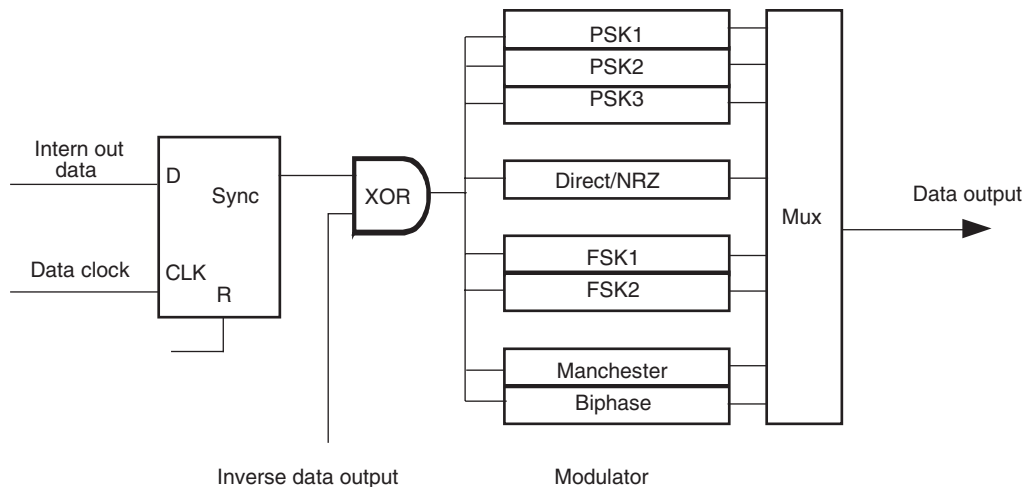 PSK1
PSK2
PSK3
Intern out
data
D
Sync
XOR
Direct/NRZ
Mux
Data output
Data clock
CLK
R
FSK1
FSK2
Manchester
Biphase
Inverse data output
Modulator